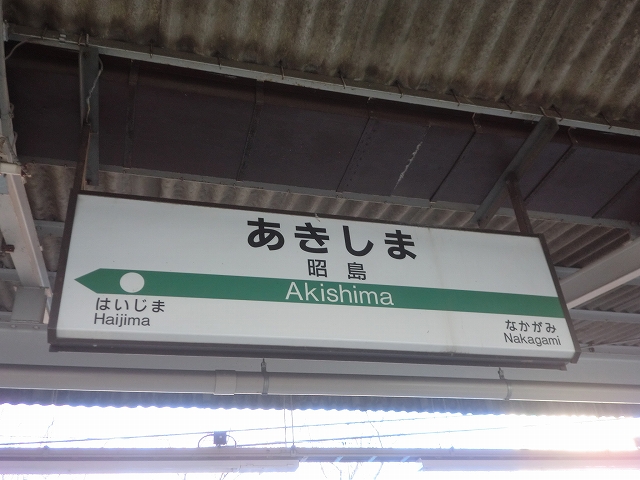 あきしま
昭島
Akishima
はいじま
Haijima
なかがみ
Nakagami